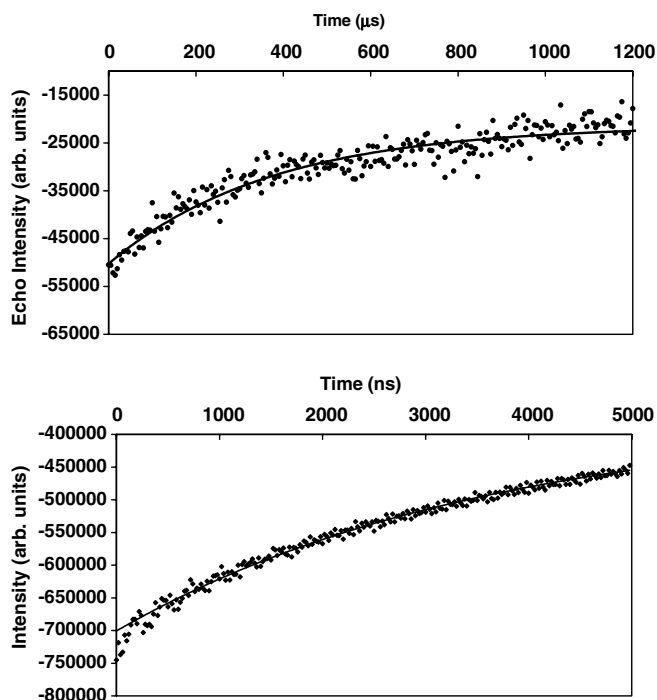 Time (μs)
0 200 400 600 800 1000 1200
-15000
-25000
-35000
-45000
-55000
-65000
Echo Intensity (arb. units)
Time (ns)
0 1000 2000 3000 4000 5000
-400000
-450000
-500000
-550000
-600000
-650000
-700000
-750000
-800000
Intensity (arb. units)